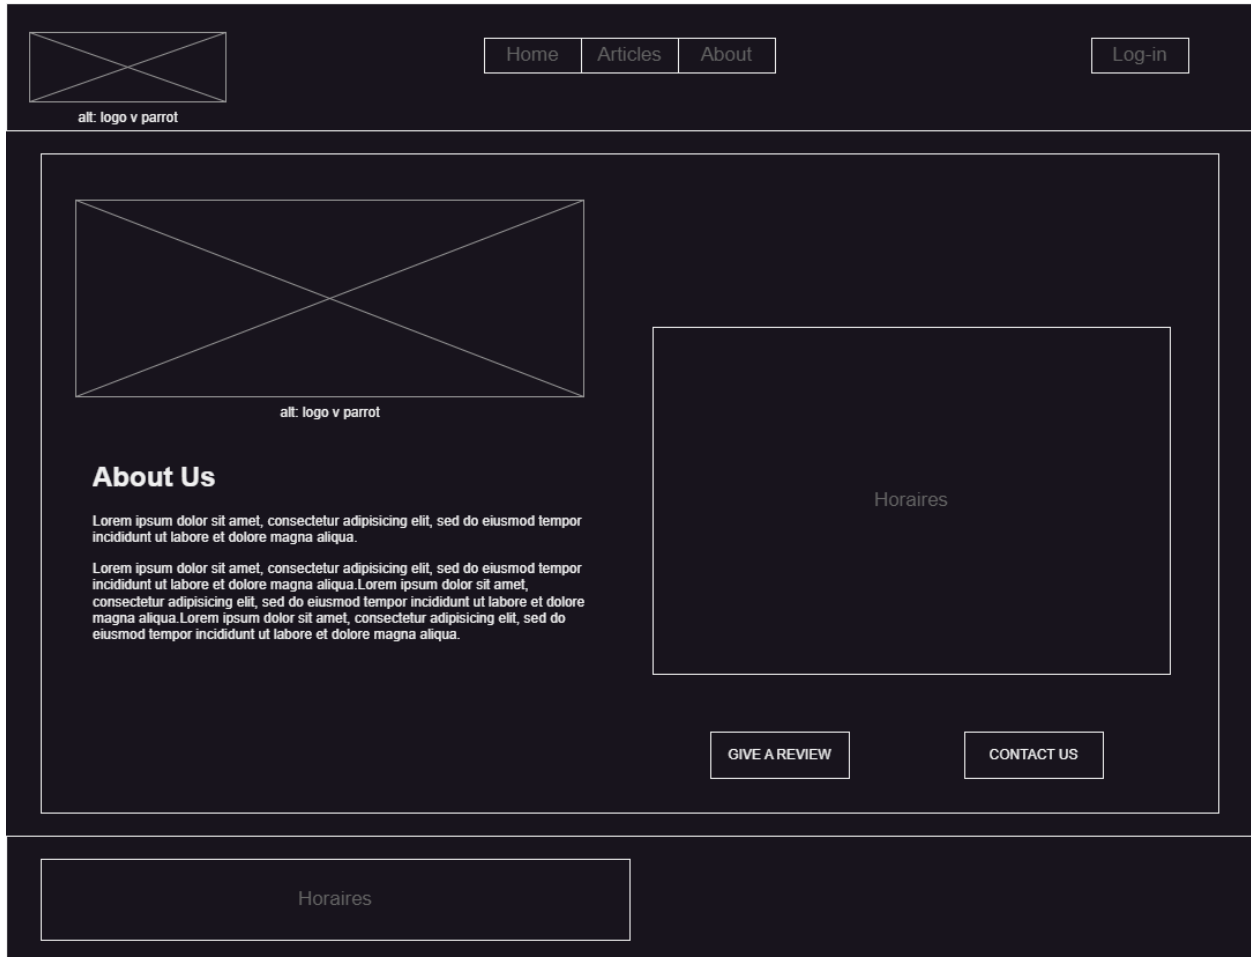 Home
Articles
About
Log-in
alt: logo v parrot
alt: logo v parrot
About Us
Lorem ipsum dolor sit amet, consectetur adipisicing elit, sed do eiusmod tempor
incididunt ut labore et dolore magna aliqua.
Lorem ipsum dolor sit amet, consectetur adipisicing elit, sed do eiusmod tempor
incididunt ut labore et dolore magna aliqua.Lorem ipsum dolor sit amet,
consectetur adipisicing elit, sed do eiusmod tempor incididunt ut labore et dolore
magna aliqua.Lorem ipsum dolor sit amet, consectetur adipisicing elit, sed do
eiusmod tempor incididunt ut labore et dolore magna aliqua.
Horaires
GIVE A REVIEW
CONTACT US
Horaires